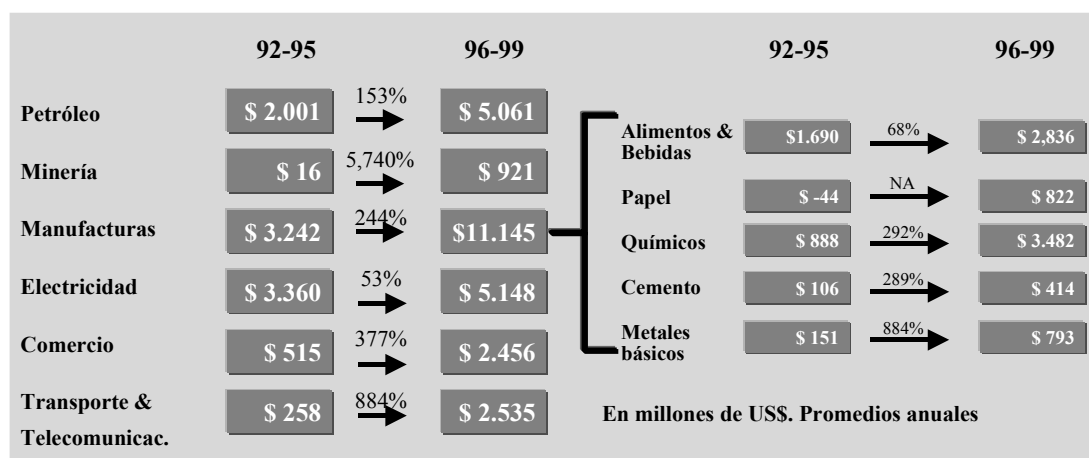 92-95 96-99
Petróleo $ 2.001 153% $ 5.061
Minería $ 16 5,740% $ 921
Manufacturas $ 3.242 244% $11.145
Electricidad $ 3.360 53% $ 5.148
Comercio $ 515 377% $ 2.456
Transporte &
Telecomunicac. $ 258 884% $ 2.535
92-95 96-99
Alimentos &
Bebidas $1.690 68% $ 2,836
Papel $ -44 NA $ 822
Químicos $ 888 292% $ 3.482
Cemento $ 106 289% $ 414
Metales
básicos $ 151 884% $ 793
En millones de US$. Promedios anuales